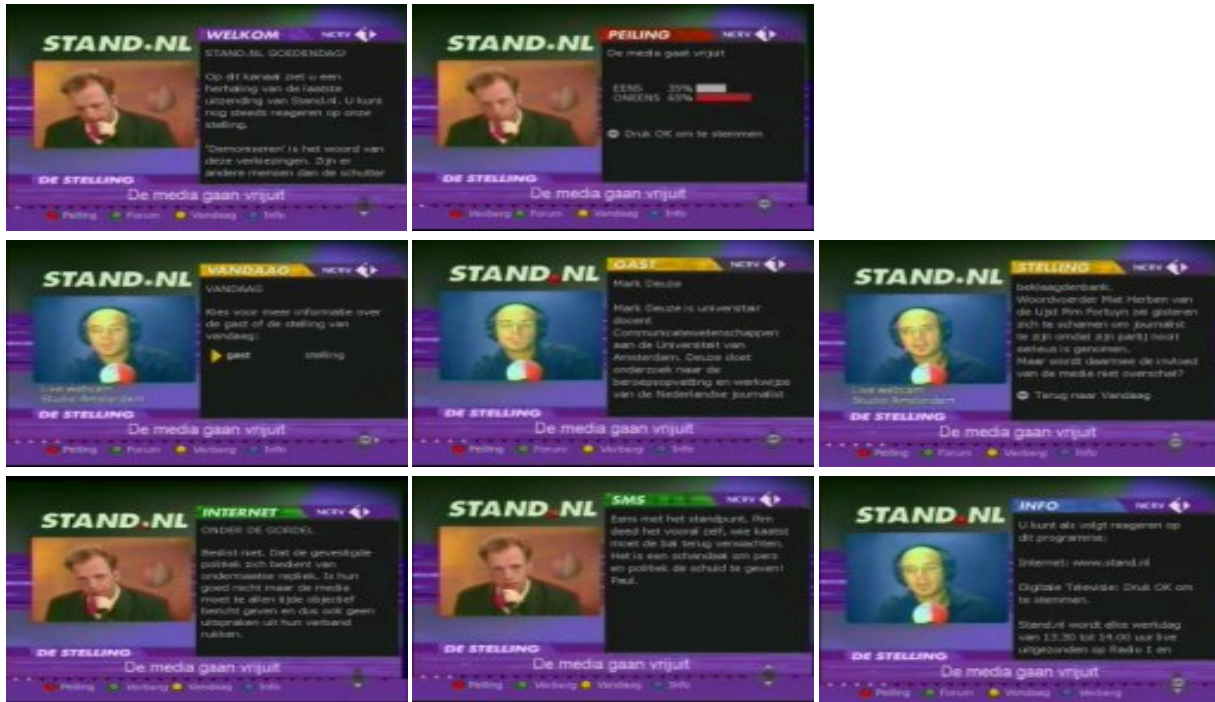 STAND.NL
WELKOM NCRV 1
STAND.NL GOEDENDAG!
Op dit kanaal ziet u een
herhaling van de laatste
uitzending van Stand.nl. U kunt
nog steeds reageren op onze
stelling.
'Demoniseren' is het woord van
deze verkiezingen. Zijn er
andere mensen dan de schutter
DE STELLING
De media gaan vrijuit
Peiling Forum Vandaag Info
STAND.NL
PEILING NCRV 1
De media gaat vrijuit
EENS 35%
ONEENS 65%
Druk OK om te stemmen
DE STELLING
De media gaan vrijuit
Verberg Forum Vandaag Info
STAND.NL
VANDAAG NCRV 1
VANDAAG
Kies voor meer informatie over
de gast of de stelling van
vandaag:
gast stelling
Live webcam
Studio Amsterdam
DE STELLING
De media gaan vrijuit
Peiling Forum Verberg Info
STAND.NL
GAST NCRV 1
Mark Deuze
Mark Deuze is universitair
docent
Communicatiewetenschappen
aan de Universiteit van
Amsterdam. Deuze doet
onderzoek naar de
beroepsopvatting en werkwijze
van de Nederlandse journalist
DE STELLING
De media gaan vrijuit
Peiling Forum Verberg Info
STAND.NL
STELLING NCRV 1
beklaagdenbank.
Woordvoerder Mat Herben van
de Lijst Pim Fortuyn zei gisteren
zich te schamen om journalist
te zijn omdat zijn partij nooit
serieus is genomen.
Maar wordt daarmee de invloed
van de media niet overschat?
Terug naar Vandaag
Live webcam
Studio Amsterdam
DE STELLING
De media gaan vrijuit
Peiling Forum Verberg Info
STAND.NL
INTERNET NCRV 1
ONDER DE GORDEL
Beslist niet. Dat de gevestigde
politiek zich bedient van
ondermaatse repliek. Is hun
goed recht maar de media
moet te allen tijde objectief
bericht geven en dus ook geen
uitspraken uit hun verband
rukken.
DE STELLING
De media gaan vrijuit
Peiling Verberg Vandaag Info
STAND.NL
SMS NCRV 1
Eens met het standpunt. Pim
deed het vooral zelf, wie kaatst
moet de bal terug verwachten.
Het is een schandaal om pers
en politiek de schuld te geven!
Paul.
DE STELLING
De media gaan vrijuit
Peiling Verberg Vandaag Info
STAND.NL
INFO NCRV 1
U kunt als volgt reageren op
dit programma:
Internet: www.stand.nl
Digitale Televisie: Druk OK om
te stemmen.
Stand.nl wordt elke werkdag
van 13.30 tot 14.00 uur live
uitgezonden op Radio 1 en
DE STELLING
De media gaan vrijuit
Peiling Forum Vandaag Verberg